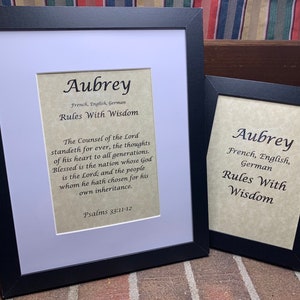 Aubrey
French, English, German
Rules With Wisdom
The Counsel of the Lord
standeth for ever, the thoughts
of his heart to all generations.
Blessed is the nation whose God
is the Lord; and the people
whom he hath chosen for his
own inheritance.
Psalms 33:11-12
Aubrey
French, English,
German
Rules With
Wisdom